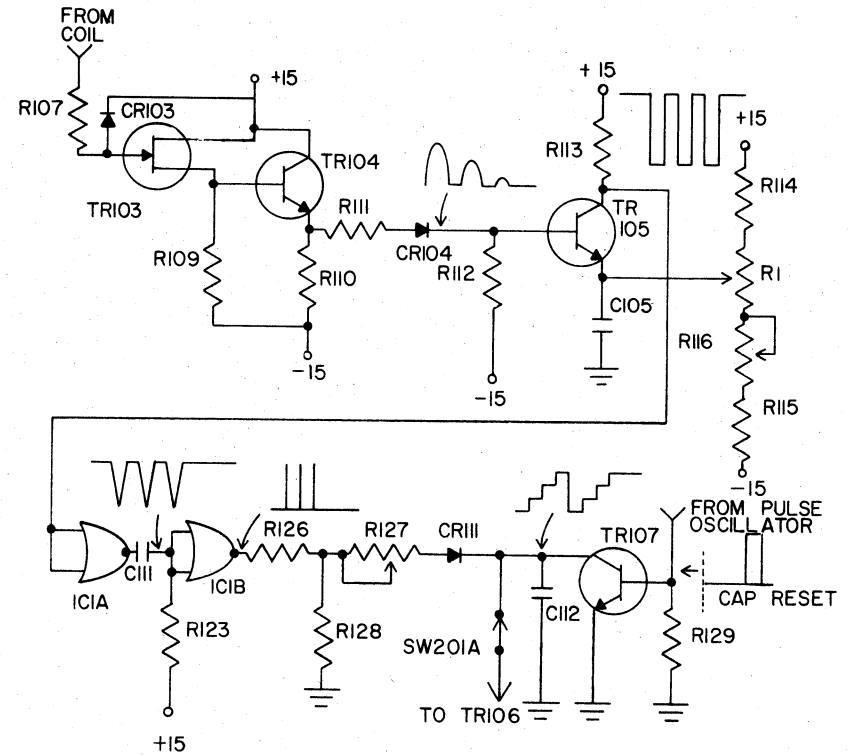 FROM
COIL
R107
CR103
+15
TR103
TR104
R109
R110
-15
R111
CR104
R112
-15
+15
R113
TR
105
C105
+15
R114
R1
R116
R115
-15
IC1A
C111
IC1B
R123
+15
R126
R127
R128
CR111
SW201A
TO TR106
C112
TR107
FROM PULSE
OSCILLATOR
CAP RESET
R129